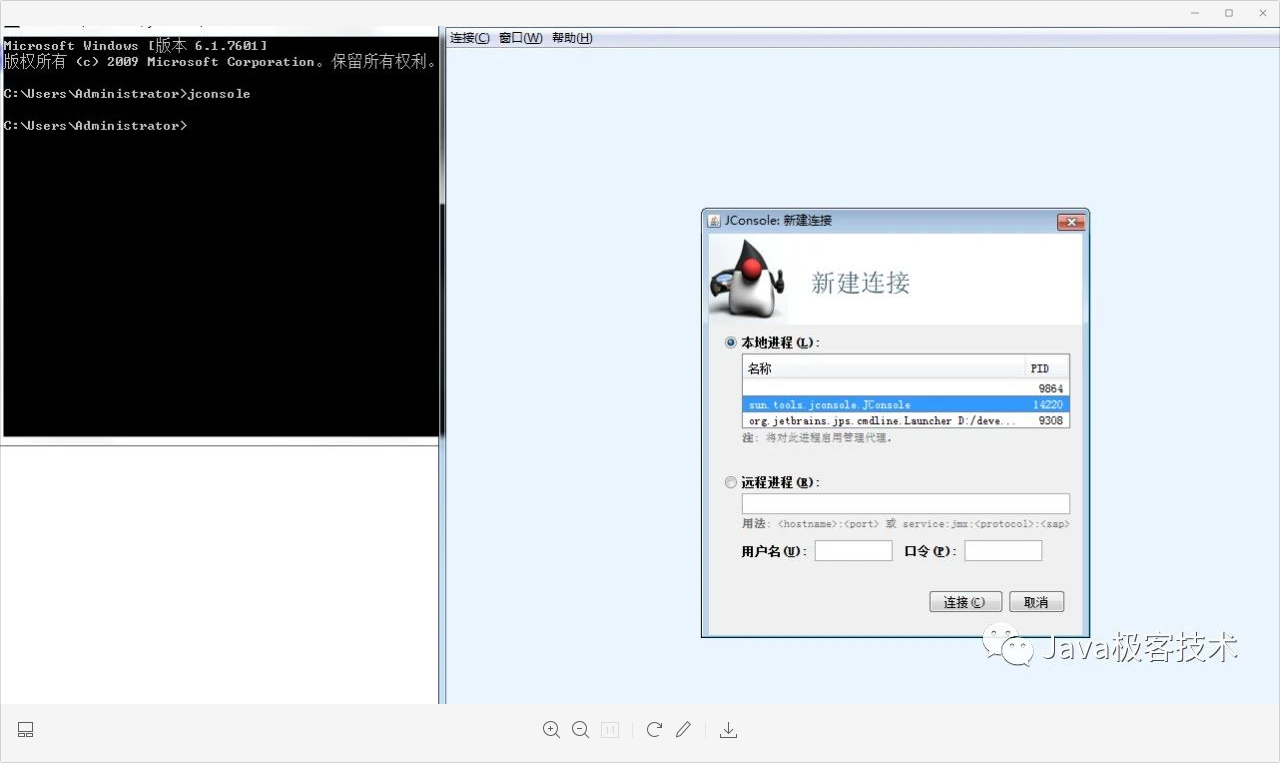 Microsoft Windows [版本 6.1.7601]
版权所有 (c) 2009 Microsoft Corporation。保留所有权利。
C:\Users\Administrator>jconsole
C:\Users\Administrator>
连接(C) 窗口(W) 帮助(H)
JConsole: 新建连接
新建连接
本地进程(L):
名称 PID
9864
sun.tools.jconsole.JConsole 14220
org.jetbrains.jps.cmdline.Launcher D:/deve... 9308
注: 将对此进程启用管理代理。
远程进程(R):
用法: <hostname>:<port> 或 service:jmx:<protocol>:<sap>
用户名(U): 口令(P):
连接(C) 取消
Java极客技术
1:1